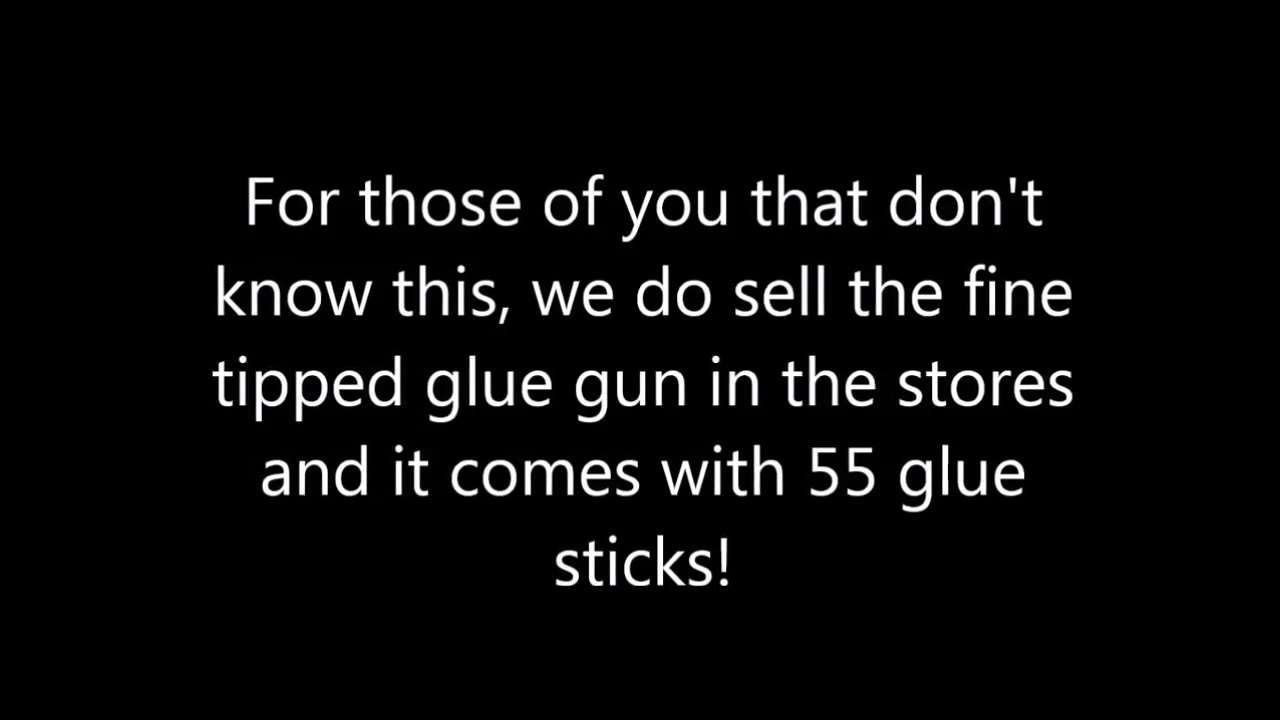 For those of you that don't
know this, we do sell the fine
tipped glue gun in the stores
and it comes with 55 glue
sticks!